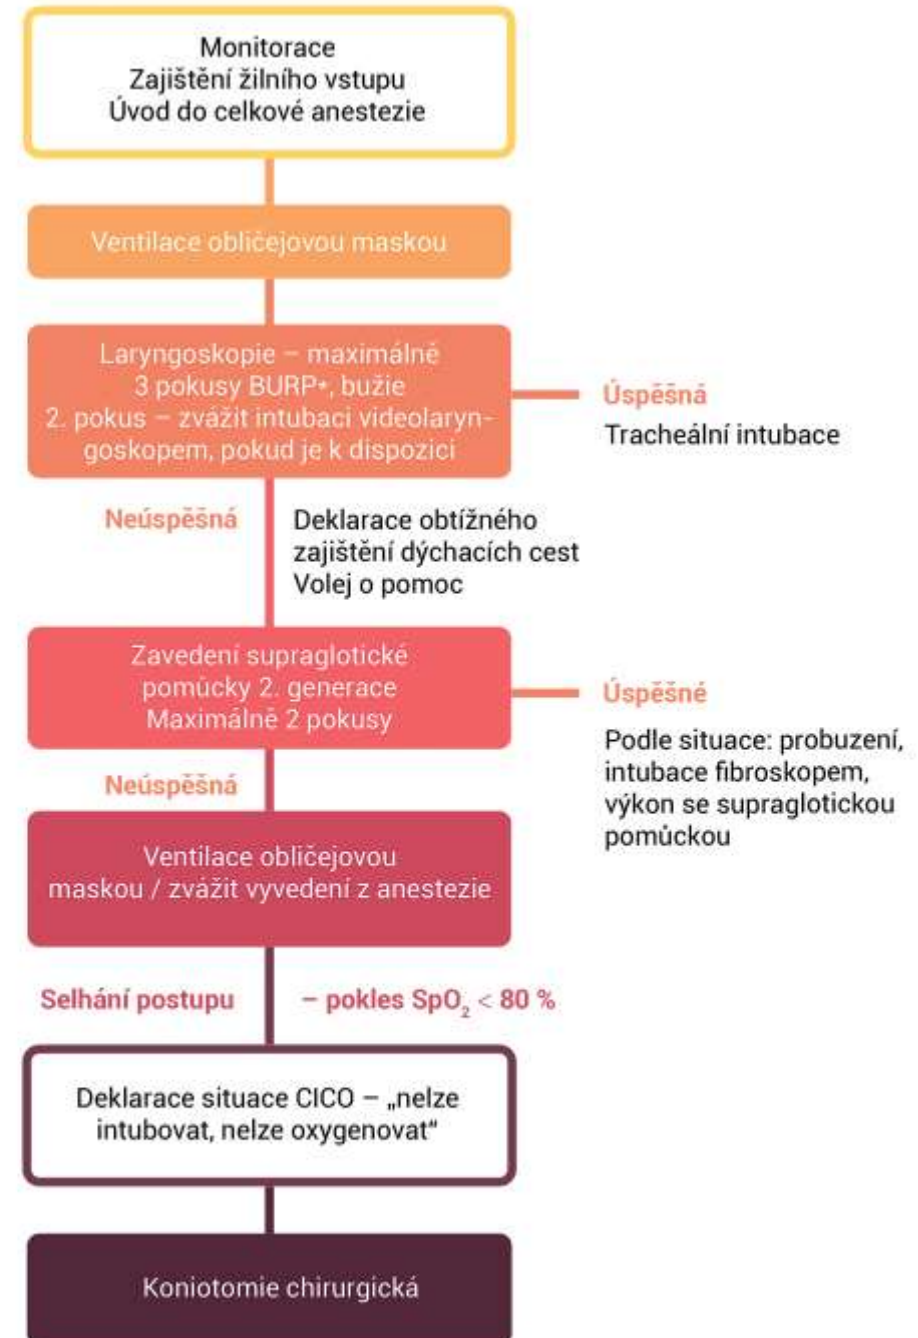 Monitorace
Zajištění žilního vstupu
Úvod do celkové anestezie
Ventilace obličejovou maskou
Laryngoskopie – maximálně
3 pokusy BURP*, bužie
2. pokus – zvážit intubaci videolaryn-
goskopem, pokud je k dispozici
Úspěšná
Tracheální intubace
Neúspěšná
Deklarace obtížného
zajištění dýchacích cest
Volej o pomoc
Zavedení supraglotické
pomůcky 2. generace
Maximálně 2 pokusy
Úspěšné
Podle situace: probuzení,
intubace fibroskopem,
výkon se supraglotickou
pomůckou
Neúspěšná
Ventilace obličejovou
maskou / zvážit vyvedení z anestezie
Selhání postupu – pokles SpO₂ < 80 %
Deklarace situace CICO – „nelze
intubovat, nelze oxygenovat“
Koniotomie chirurgická